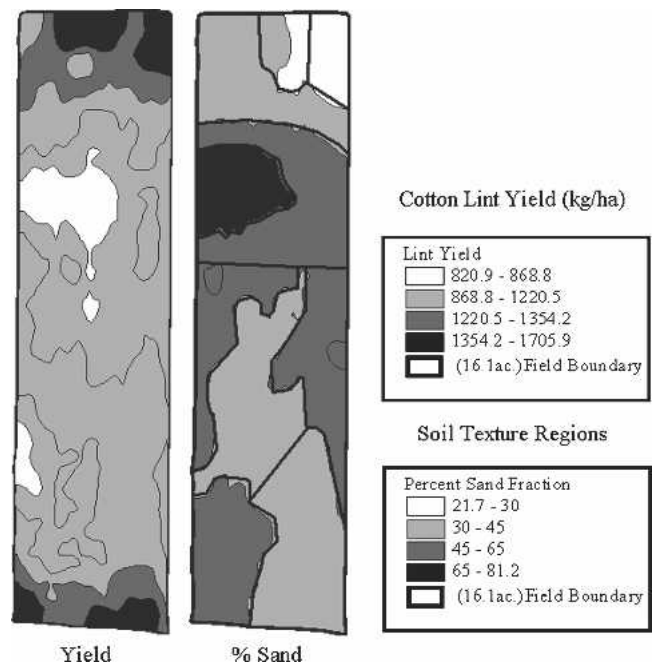 Cotton Lint Yield (kg/ha)
Lint Yield
820.9 - 868.8
868.8 - 1220.5
1220.5 - 1354.2
1354.2 - 1705.9
(16.1ac.)Field Boundary
Soil Texture Regions
Percent Sand Fraction
21.7 - 30
30 - 45
45 - 65
65 - 81.2
(16.1ac.)Field Boundary
Yield
% Sand